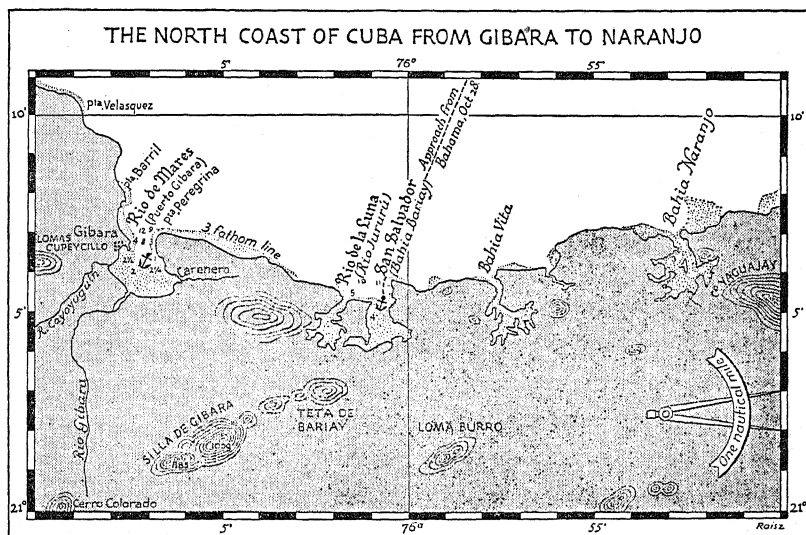 THE NORTH COAST OF CUBA FROM GIBARA TO NARANJO
5'
76°
55'
10'
10'
Pta. Velasquez
Pta. Barril
Rio de Mares
(Puerto Gibara)
Pta Peregrina
3 Fathom line
Gibara
LOMAS
CUPEYCILLO
Carenero
R. Cacoyuguin
Rio Gibara
Rio de la Luna
(Rio Jururú)
San Salvador
(Bahia Bariay)
Approach from
Bahama, Oct 28.
Bahia Vita
Bahia Naranjo
Co YAGUAJAY
5'
5'
SILLA DE GIBARA
TETA DE
BARIAY
LOMA BURRO
One nautical mile
Cerro Colorado
21°
21°
5'
76°
55'
Raisz